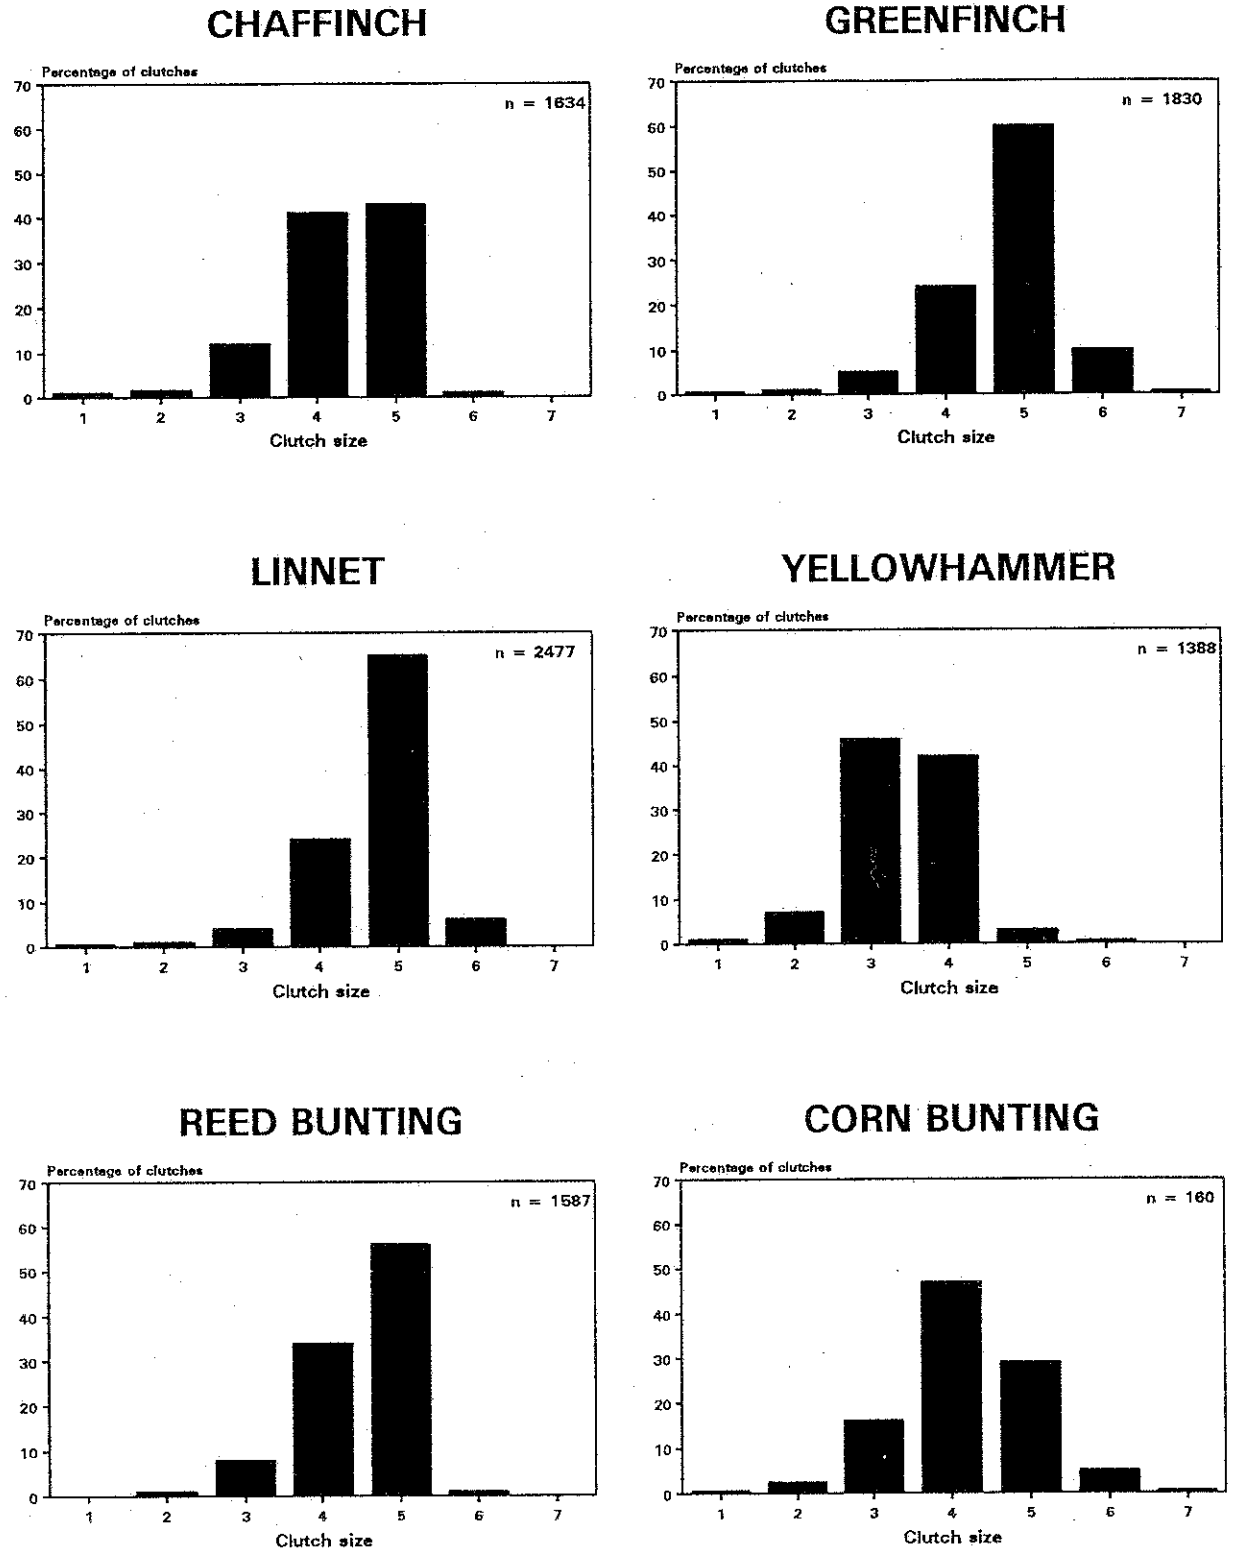 CHAFFINCH
Percentage of clutches
n = 1634
70
60
50
40
30
20
10
0
1 2 3 4 5 6 7
Clutch size
GREENFINCH
Percentage of clutches
n = 1830
70
60
50
40
30
20
10
0
1 2 3 4 5 6 7
Clutch size
LINNET
Percentage of clutches
n = 2477
70
60
50
40
30
20
10
0
1 2 3 4 5 6 7
Clutch size
YELLOWHAMMER
Percentage of clutches
n = 1388
70
60
50
40
30
20
10
0
1 2 3 4 5 6 7
Clutch size
REED BUNTING
Percentage of clutches
n = 1587
70
60
50
40
30
20
10
0
1 2 3 4 5 6 7
Clutch size
CORN BUNTING
Percentage of clutches
n = 160
70
60
50
40
30
20
10
0
1 2 3 4 5 6 7
Clutch size